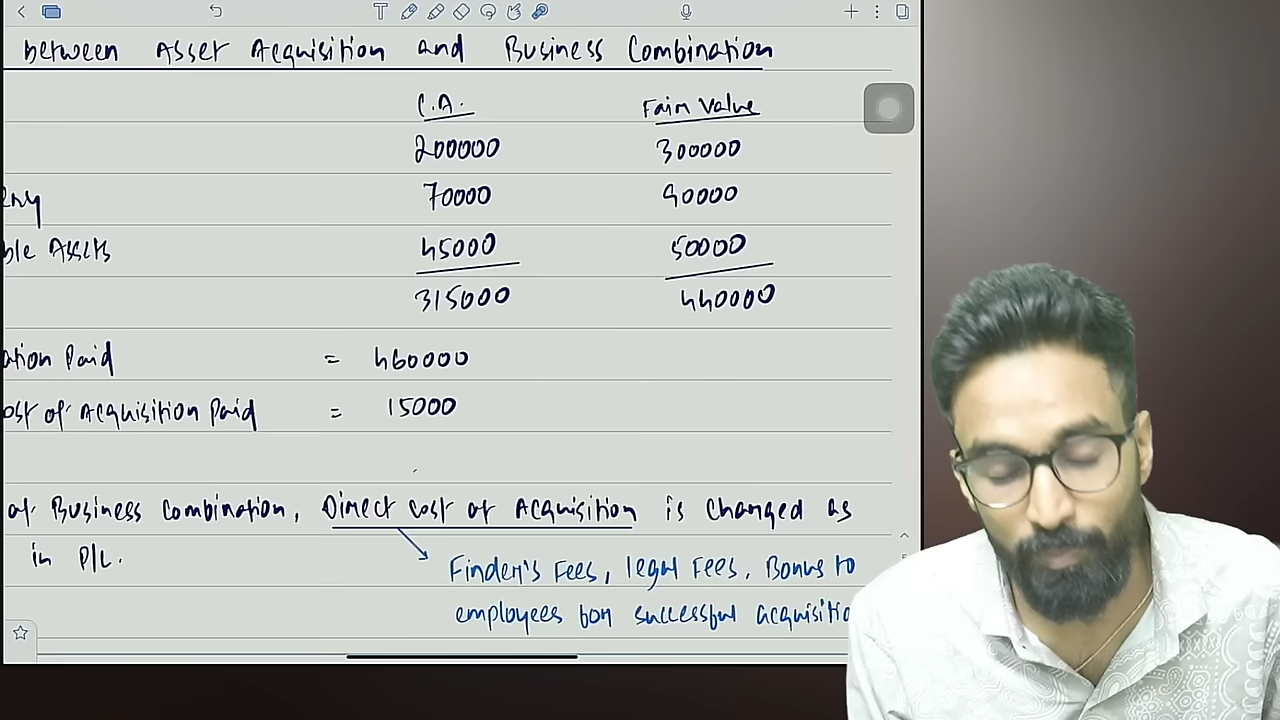 between Asset Acquisition and Business Combination
C.A. Fair Value
200000 300000
70000 90000
ble Assets 45000 50000
315000 440000
ation Paid = 460000
ost of Acquisition Paid = 15000
of Business Combination, Direct cost of Acquisition is charged as
in P/L.
Finder's Fees, legal Fees, Bonus to
employees for successful acquisitio